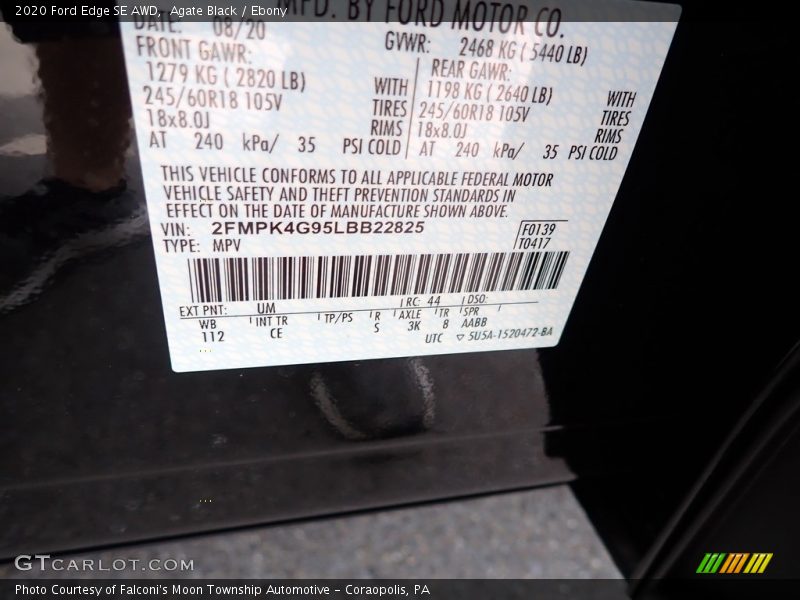 2020 Ford Edge SE AWD, - Agate Black / Ebony
MFD. BY FORD MOTOR CO.
DATE: 08/20 GVWR: 2468 KG ( 5440 LB)
FRONT GAWR: REAR GAWR:
1279 KG ( 2820 LB) WITH 1198 KG ( 2640 LB) WITH
245/60R18 105V TIRES 245/60R18 105V TIRES
18x8.0J RIMS 18x8.0J RIMS
AT 240 kPa/ 35 PSI COLD AT 240 kPa/ 35 PSI COLD
THIS VEHICLE CONFORMS TO ALL APPLICABLE FEDERAL MOTOR
VEHICLE SAFETY AND THEFT PREVENTION STANDARDS IN
EFFECT ON THE DATE OF MANUFACTURE SHOWN ABOVE.
VIN: 2FMPK4G95LBB22825 F0139
TYPE: MPV T0417
EXT PNT: UM RC: 44 DSO:
WB INT TR TP/PS R AXLE TR SPR
112 CE S 3K 8 AABB
UTC ▽ 5U5A-1520472-BA
GTCARLOT.COM
Photo Courtesy of Falconi's Moon Township Automotive - Coraopolis, PA